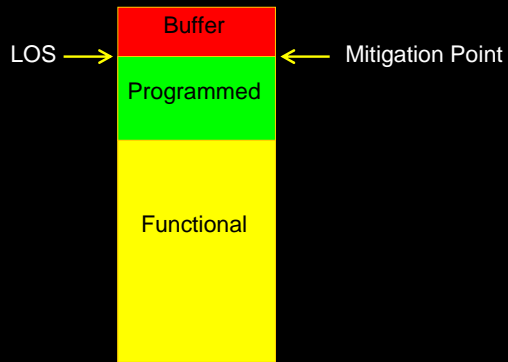 Buffer
LOS
Mitigation Point
Programmed
Functional